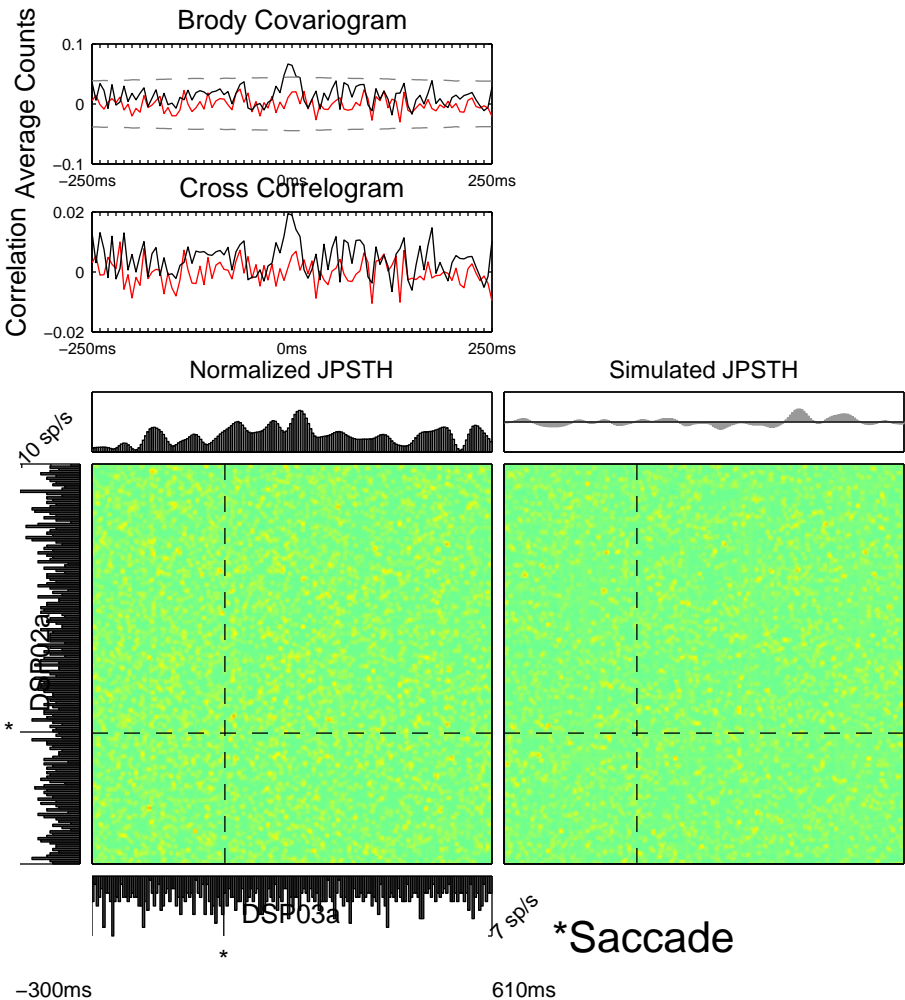 Brody Covariogram
Average Counts
0.1
0
−0.1
−250ms
0ms
250ms
Cross Correlogram
Correlation
0.02
0
−0.02
−250ms
0ms
250ms
Normalized JPSTH
Simulated JPSTH
10 sp/s
DSP02a
*
DSP03a
7 sp/s
*
*Saccade
−300ms
610ms